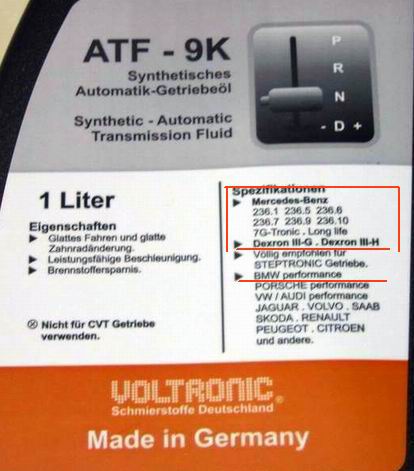 ATF - 9K
Synthetisches
Automatik-Getriebeöl
Synthetic - Automatic
Transmission Fluid
P
R
N
- D +
1 Liter
Eigenschaften
► Glattes Fahren und glatte
Zahnradänderung.
► Leistungsfähige Beschleunigung.
► Brennstoffersparnis.
⊗ Nicht für CVT Getriebe
verwenden.
Spezifikationen
► Mercedes-Benz
236.1 236.5 236.6
236.7 236.9 236.10
7G-Tronic . Long life
► Dexron III-G . Dexron III-H
► Völlig empfohlen für
STEPTRONIC Getriebe.
► BMW performance
PORSCHE performance
VW / AUDI performance
JAGUAR . VOLVO . SAAB
SKODA . RENAULT
PEUGEOT . CITROEN
und andere.
VOLTRONIC®
Schmierstoffe Deutschland
Made in Germany